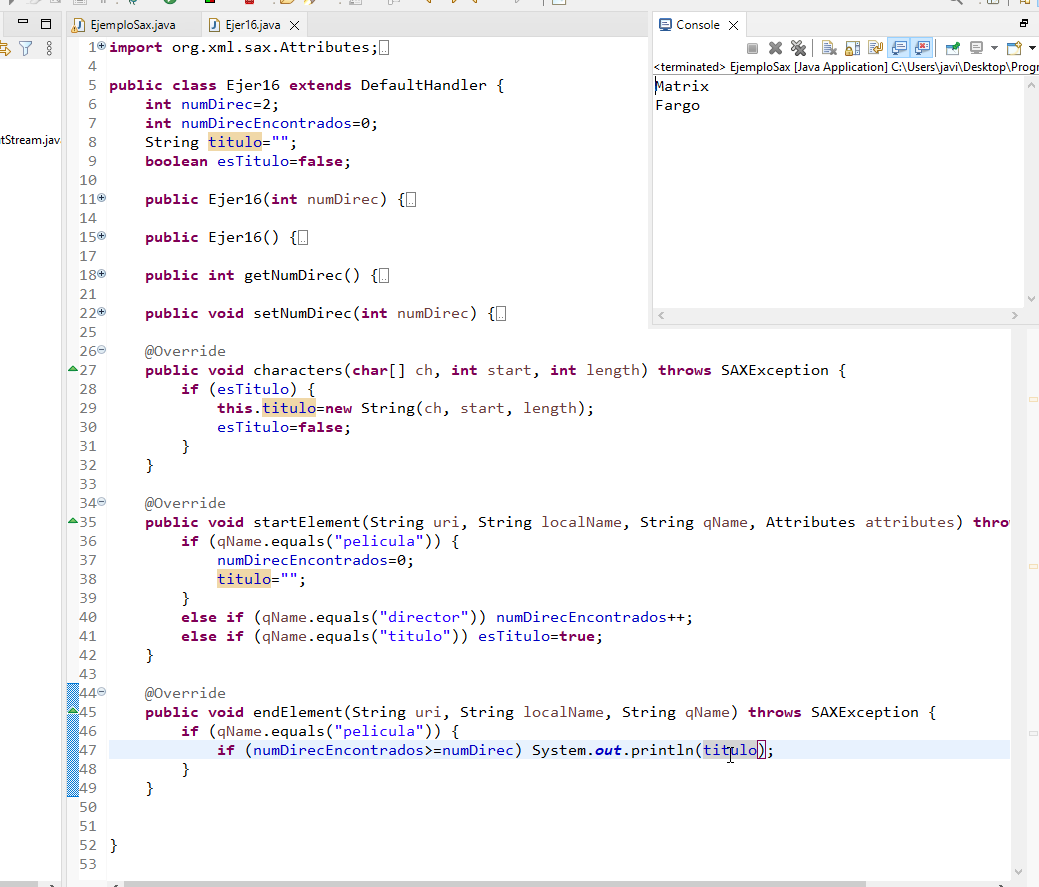 EjemploSax.java
Ejer16.java
Console
<terminated> EjemploSax [Java Application] C:\Users\javi\Desktop\Progr
Matrix
Fargo
tStream.java
1 import org.xml.sax.Attributes;
4
5 public class Ejer16 extends DefaultHandler {
6 int numDirec=2;
7 int numDirecEncontrados=0;
8 String titulo="";
9 boolean esTitulo=false;
10
11 public Ejer16(int numDirec) {
14
15 public Ejer16() {
17
18 public int getNumDirec() {
21
22 public void setNumDirec(int numDirec) {
25
26 @Override
27 public void characters(char[] ch, int start, int length) throws SAXException {
28 if (esTitulo) {
29 this.titulo=new String(ch, start, length);
30 esTitulo=false;
31 }
32 }
33
34 @Override
35 public void startElement(String uri, String localName, String qName, Attributes attributes) thro
36 if (qName.equals("pelicula")) {
37 numDirecEncontrados=0;
38 titulo="";
39 }
40 else if (qName.equals("director")) numDirecEncontrados++;
41 else if (qName.equals("titulo")) esTitulo=true;
42 }
43
44 @Override
45 public void endElement(String uri, String localName, String qName) throws SAXException {
46 if (qName.equals("pelicula")) {
47 if (numDirecEncontrados>=numDirec) System.out.println(titulo);
48 }
49 }
50
51
52 }
53